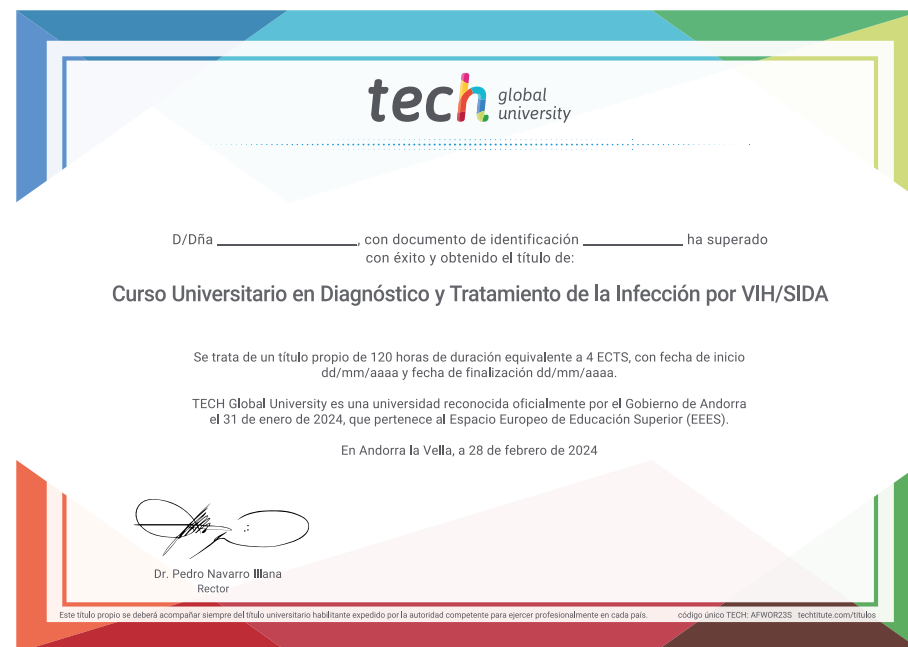 tech global university
D/Dña ____________________, con documento de identificación ______________ ha superado
con éxito y obtenido el título de:
Curso Universitario en Diagnóstico y Tratamiento de la Infección por VIH/SIDA
Se trata de un título propio de 120 horas de duración equivalente a 4 ECTS, con fecha de inicio
dd/mm/aaaa y fecha de finalización dd/mm/aaaa.
TECH Global University es una universidad reconocida oficialmente por el Gobierno de Andorra
el 31 de enero de 2024, que pertenece al Espacio Europeo de Educación Superior (EEES).
En Andorra la Vella, a 28 de febrero de 2024
Dr. Pedro Navarro Illana
Rector
Este título propio se deberá acompañar siempre del título universitario habilitante expedido por la autoridad competente para ejercer profesionalmente en cada país. código único TECH: AFWOR23S techtitute.com/titulos